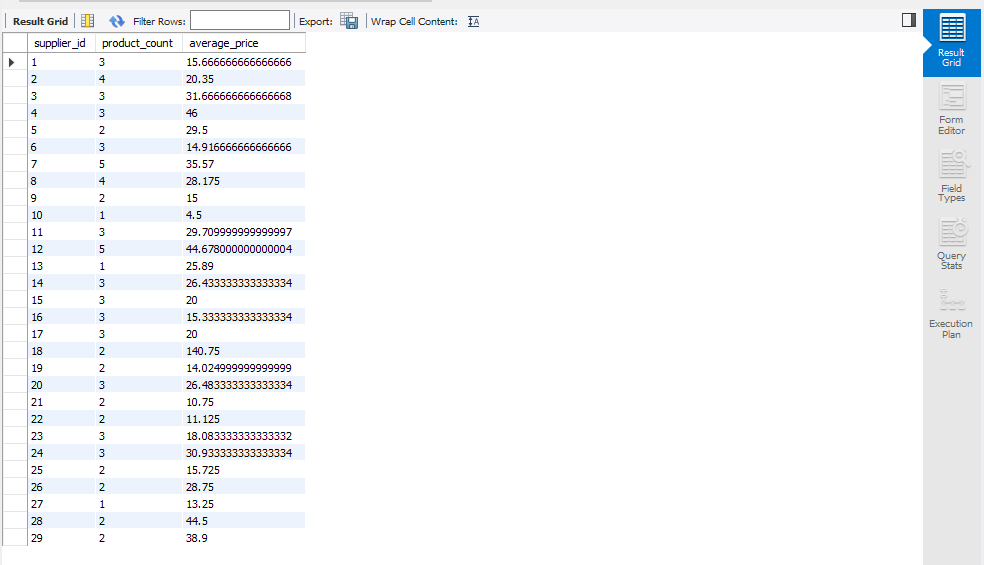 Result Grid Filter Rows: Export: Wrap Cell Content: IA
supplier_id product_count average_price
1 3 15.666666666666666
2 4 20.35
3 3 31.666666666666668
4 3 46
5 2 29.5
6 3 14.916666666666666
7 5 35.57
8 4 28.175
9 2 15
10 1 4.5
11 3 29.709999999999997
12 5 44.678000000000004
13 1 25.89
14 3 26.433333333333334
15 3 20
16 3 15.333333333333334
17 3 20
18 2 140.75
19 2 14.024999999999999
20 3 26.483333333333334
21 2 10.75
22 2 11.125
23 3 18.083333333333332
24 3 30.933333333333334
25 2 15.725
26 2 28.75
27 1 13.25
28 2 44.5
29 2 38.9
Result
Grid
Form
Editor
Field
Types
Query
Stats
Execution
Plan